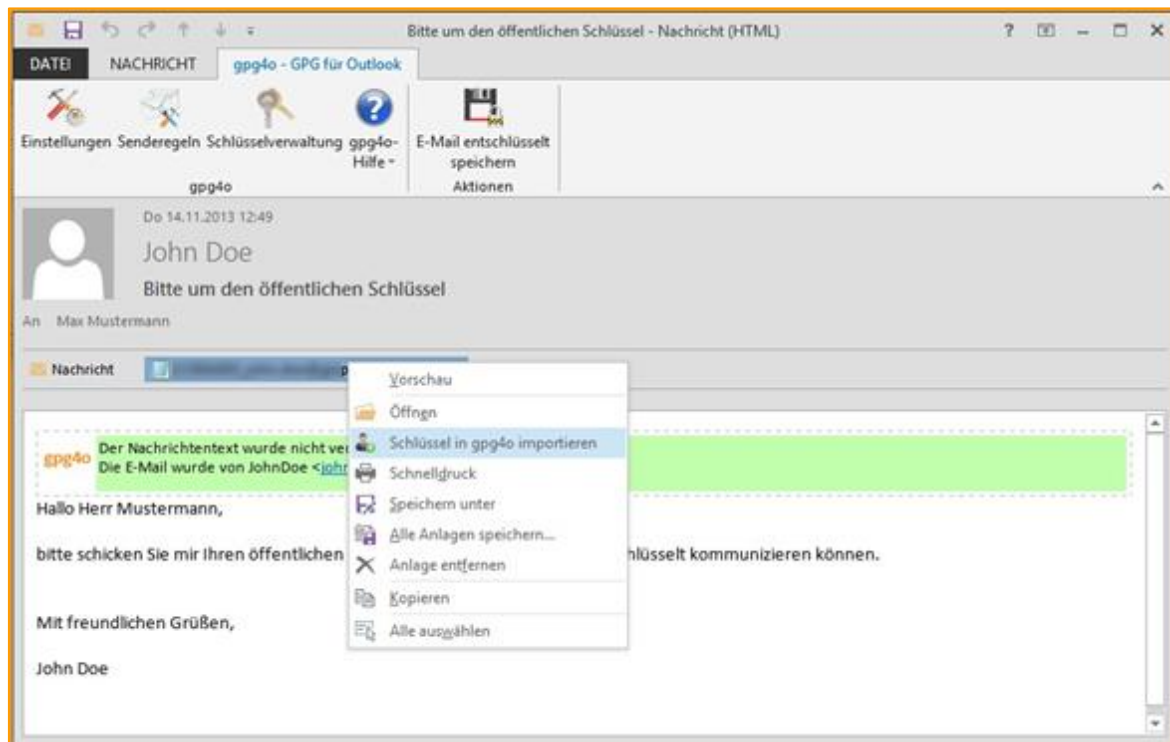 Bitte um den öffentlichen Schlüssel - Nachricht (HTML)
DATEI NACHRICHT gpg4o - GPG für Outlook
Einstellungen Senderegeln Schlüsselverwaltung gpg4o-Hilfe E-Mail entschlüsselt speichern
gpg4o Aktionen
Do 14.11.2013 12:49
John Doe
Bitte um den öffentlichen Schlüssel
An Max Mustermann
Nachricht
Vorschau
Öffnen
Schlüssel in gpg4o importieren
Schnelldruck
Speichern unter
Alle Anlagen speichern...
Anlage entfernen
Kopieren
Alle auswählen
gpg4o
Der Nachrichtentext wurde nicht
Die E-Mail wurde von JohnDoe <john
Hallo Herr Mustermann,
bitte schicken Sie mir Ihren öffentlichen hlüsselt kommunizieren können.
Mit freundlichen Grüßen,
John Doe